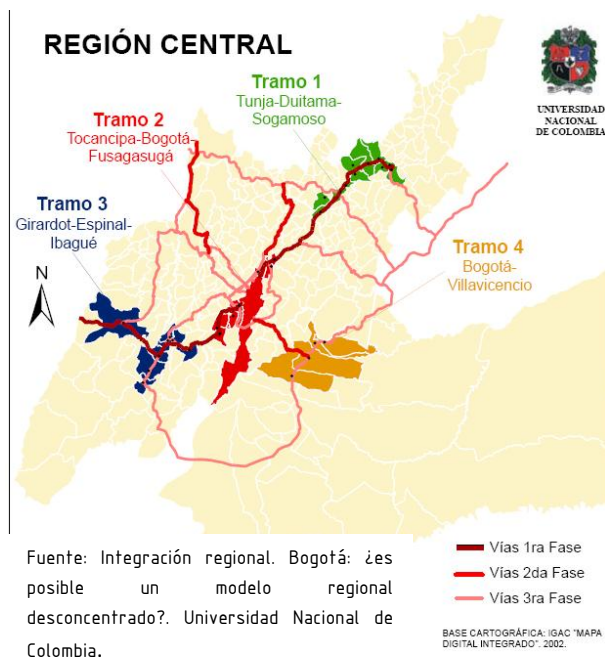 REGIÓN CENTRAL
UNIVERSIDAD
NACIONAL
DE COLOMBIA
Tramo 1
Tunja-Duitama-
Sogamoso
Tramo 2
Tocancipa-Bogotá-
Fusagasugá
Tramo 3
Girardot-Espinal-
Ibagué
Tramo 4
Bogotá-
Villavicencio
N
Vías 1ra Fase
Vías 2da Fase
Vías 3ra Fase
Fuente: Integración regional. Bogotá: ¿es
posible un modelo regional
desconcentrado?. Universidad Nacional de
Colombia.
BASE CARTOGRÁFICA: IGAC "MAPA
DIGITAL INTEGRADO". 2002.